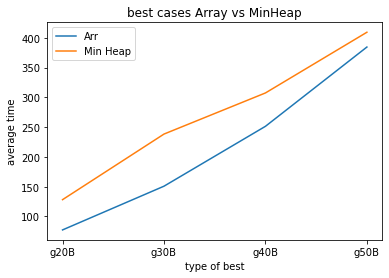 best cases Array vs MinHeap
Arr
Min Heap
400
350
300
250
200
150
100
average time
g20B g30B g40B g50B
type of best